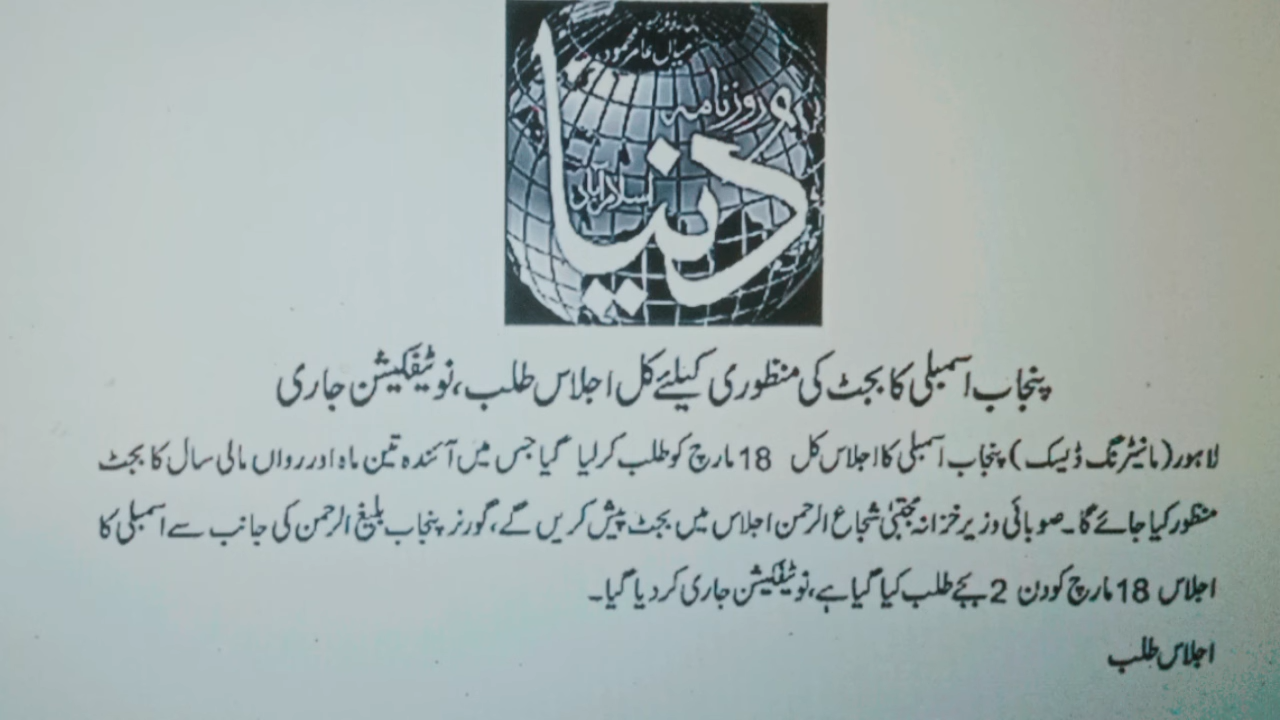 میاں عامر محمود
روزنامہ
دُنیا
اسلام آباد
پنجاب اسمبلی کا بجٹ کی منظوری کیلئے کل اجلاس طلب، نوٹیفکیشن جاری
لاہور (مانیٹرنگ ڈیسک) پنجاب اسمبلی کا اجلاس کل 18 مارچ کو طلب کرلیا گیا جس میں آئندہ تین ماہ اور رواں مالی سال کا بجٹ
منظور کیا جائے گا۔ صوبائی وزیر خزانہ مجتبیٰ شجاع الرحمن اجلاس میں بجٹ پیش کریں گے، گورنر پنجاب بلیغ الرحمن کی جانب سے اسمبلی کا
اجلاس 18 مارچ کو دن 2 بجے طلب کیا گیا ہے، نوٹیفکیشن جاری کر دیا گیا۔
اجلاس طلب